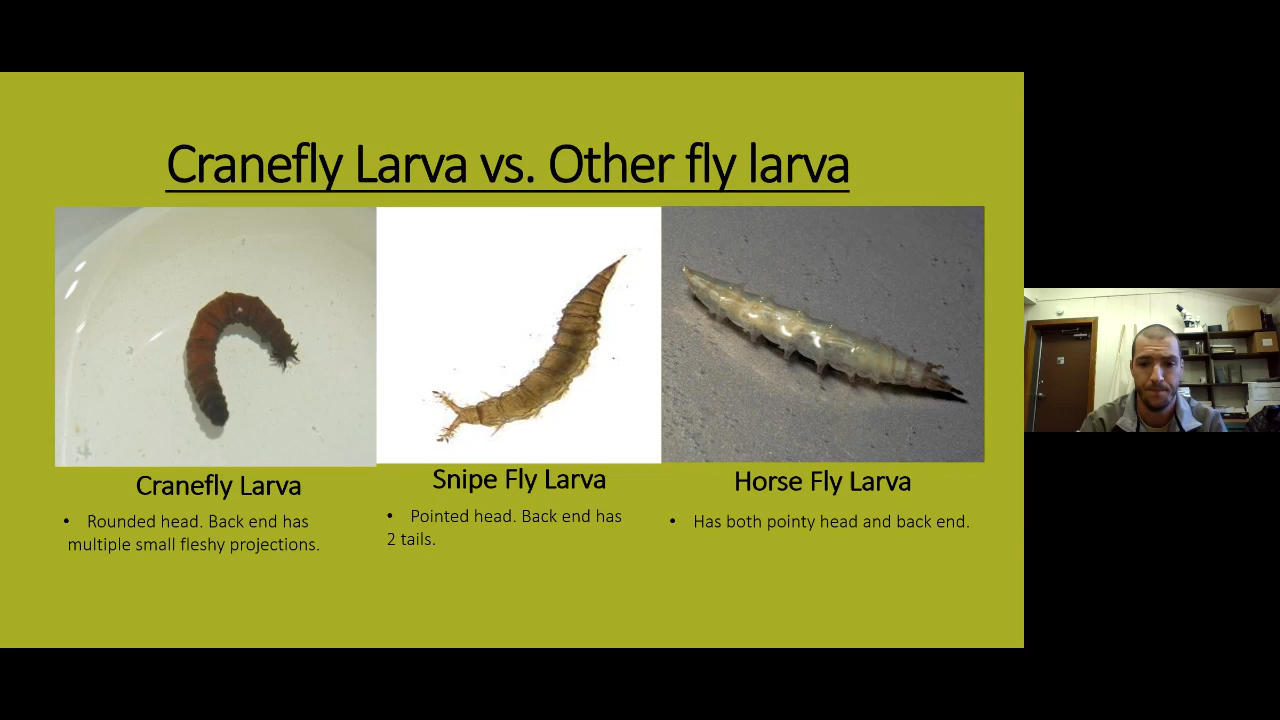 Cranefly Larva vs. Other fly larva
Cranefly Larva
• Rounded head. Back end has
multiple small fleshy projections.
Snipe Fly Larva
• Pointed head. Back end has
2 tails.
Horse Fly Larva
• Has both pointy head and back end.